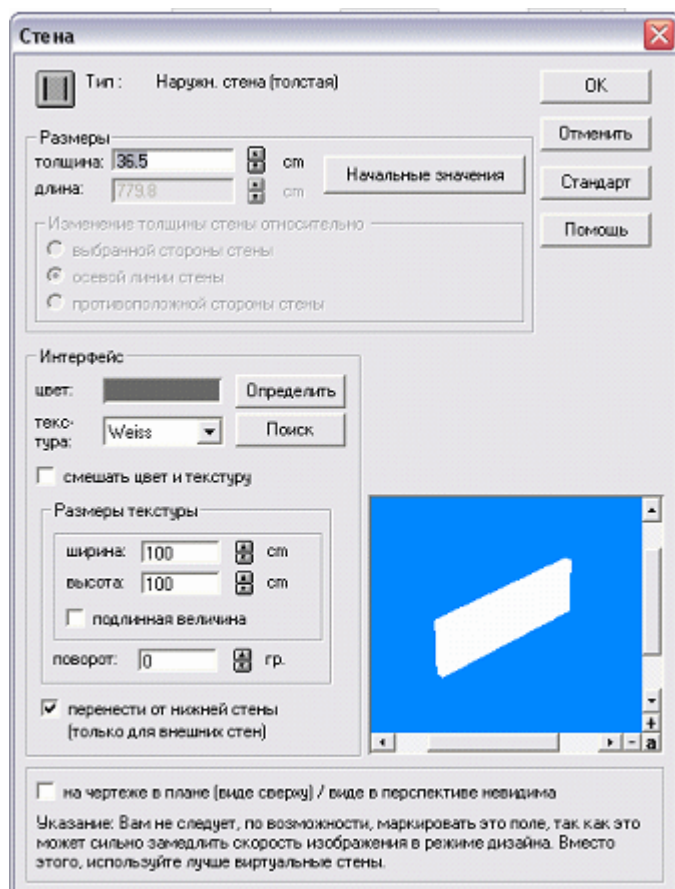 Стена
Тип : Наружн. стена (толстая)
OK
Отменить
Стандарт
Помощь
Размеры
толщина: 36.5 cm
длина: 779.8 cm
Начальные значения
Изменение толщины стены относительно
выбранной стороны стены
осевой линии стены
противоположной стороны стены
Интерфейс
цвет: Определить
текс-
тура: Weiss Поиск
смешать цвет и текстуру
Размеры текстуры
ширина: 100 cm
высота: 100 cm
подлинная величина
поворот: 0 гр.
перенести от нижней стены
(только для внешних стен)
+
- a
на чертеже в плане (виде сверху) / виде в перспективе невидима
Указание: Вам не следует, по возможности, маркировать это поле, так как это
может сильно замедлить скорость изображения в режиме дизайна. Вместо
этого, используйте лучше виртуальные стены.